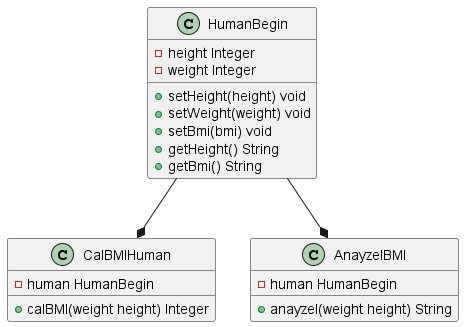 C HumanBegin
height Integer
weight Integer
setHeight(height) void
setWeight(weight) void
setBmi(bmi) void
getHeight() String
getBmi() String
C CalBMIHuman
human HumanBegin
calBMI(weight height) Integer
C AnayzelBMI
human HumanBegin
anayzel(weight height) String